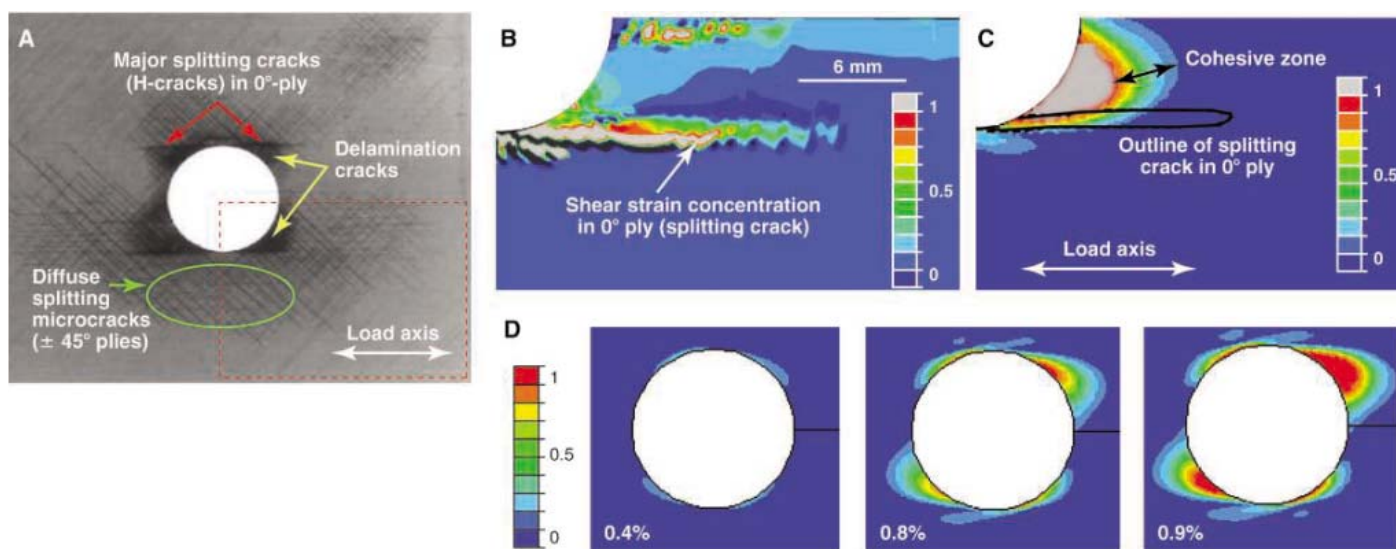 A
Major splitting cracks
(H-cracks) in 0°-ply
Delamination
cracks
Diffuse
splitting
microcracks
(± 45° plies)
Load axis
B
6 mm
1
0.5
0
Shear strain concentration
in 0° ply (splitting crack)
C
Cohesive zone
1
0.5
0
Outline of splitting
crack in 0° ply
Load axis
D
1
0.5
0
0.4%
0.8%
0.9%